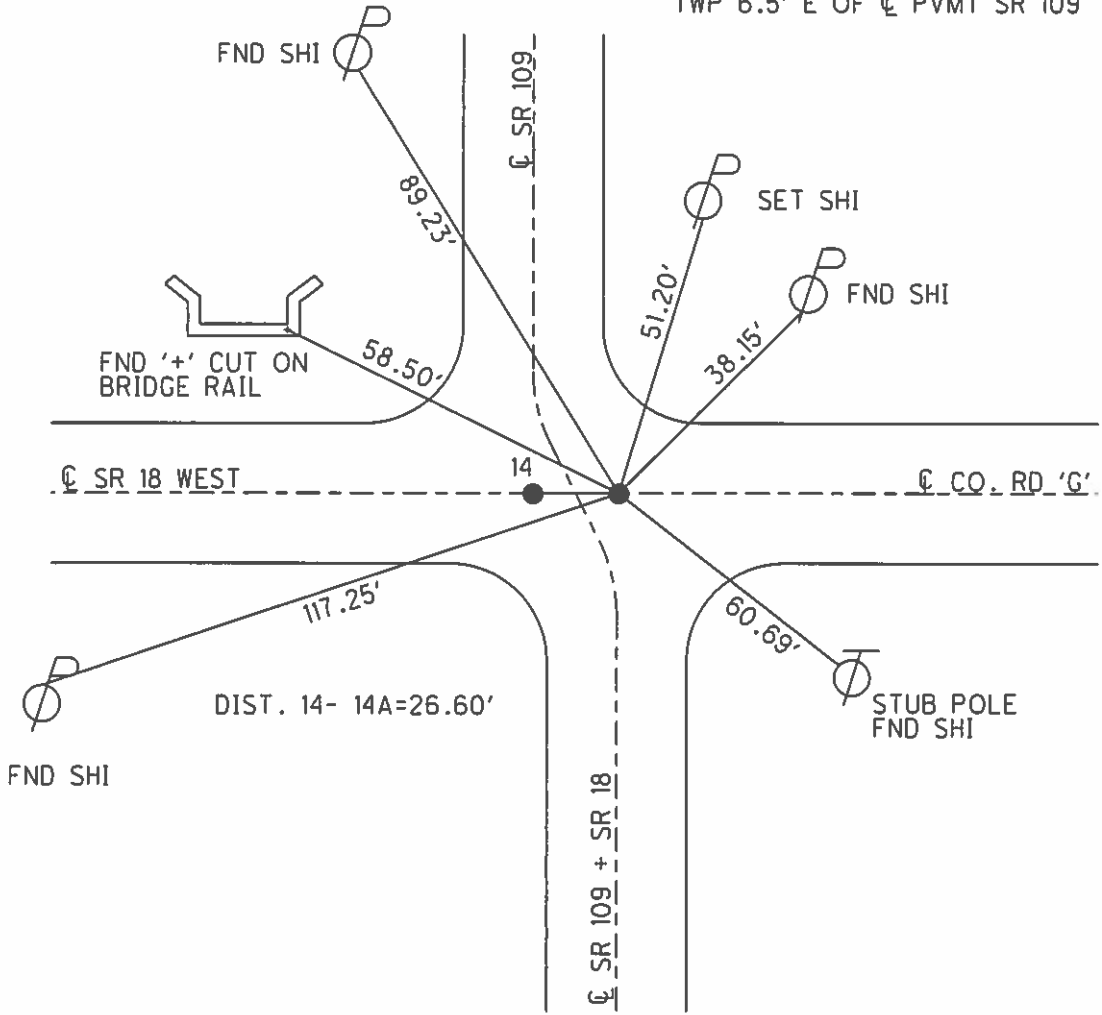 TWP 6.5' E OF ℄ PVMT SR 109
FND SHI
℄ SR 109
89.23'
SET SHI
51.20'
FND SHI
38.15'
FND '+' CUT ON
BRIDGE RAIL
58.50'
14
℄ SR 18 WEST
℄ CO. RD 'G'
117.25'
60.69'
DIST. 14- 14A=26.60'
STUB POLE
FND SHI
FND SHI
℄ SR 109 + SR 18